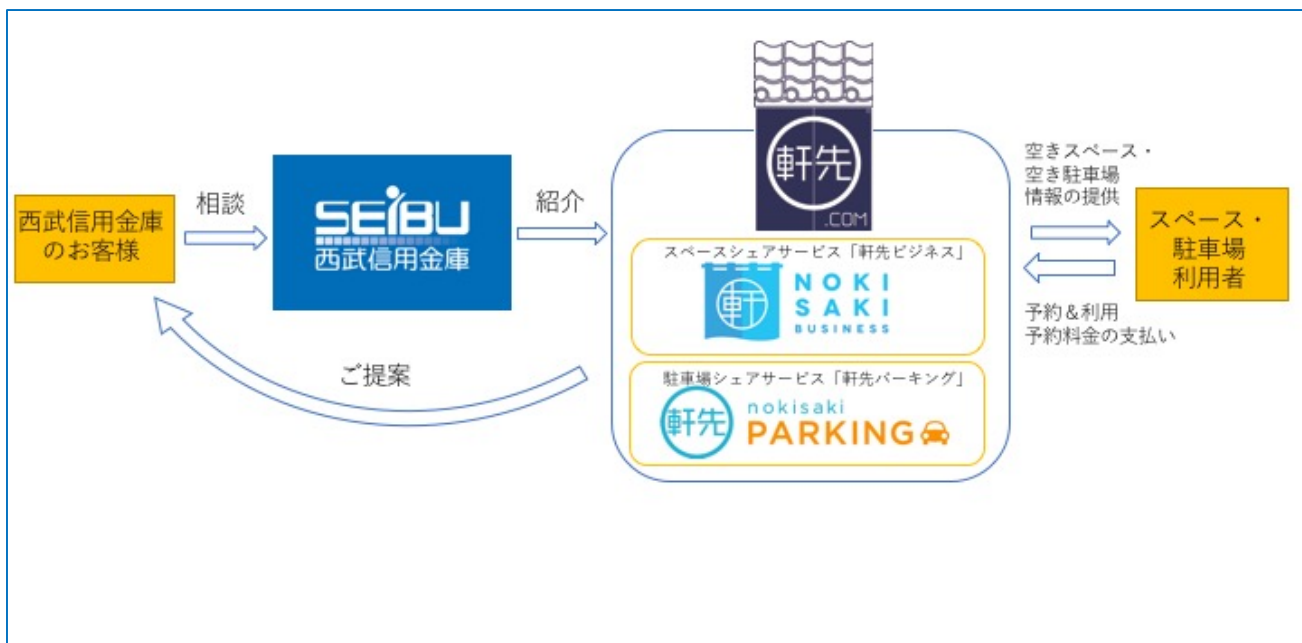 軒先
.COM
空きスペース・
空き駐車場
情報の提供
相談
紹介
西武信用金庫
のお客様
SEIBU
西武信用金庫
スペースシェアサービス「軒先ビジネス」
軒
NOKI
SAKI
BUSINESS
スペース・
駐車場
利用者
予約&利用
予約料金の支払い
ご提案
駐車場シェアサービス「軒先パーキング」
軒先
nokisaki
PARKING